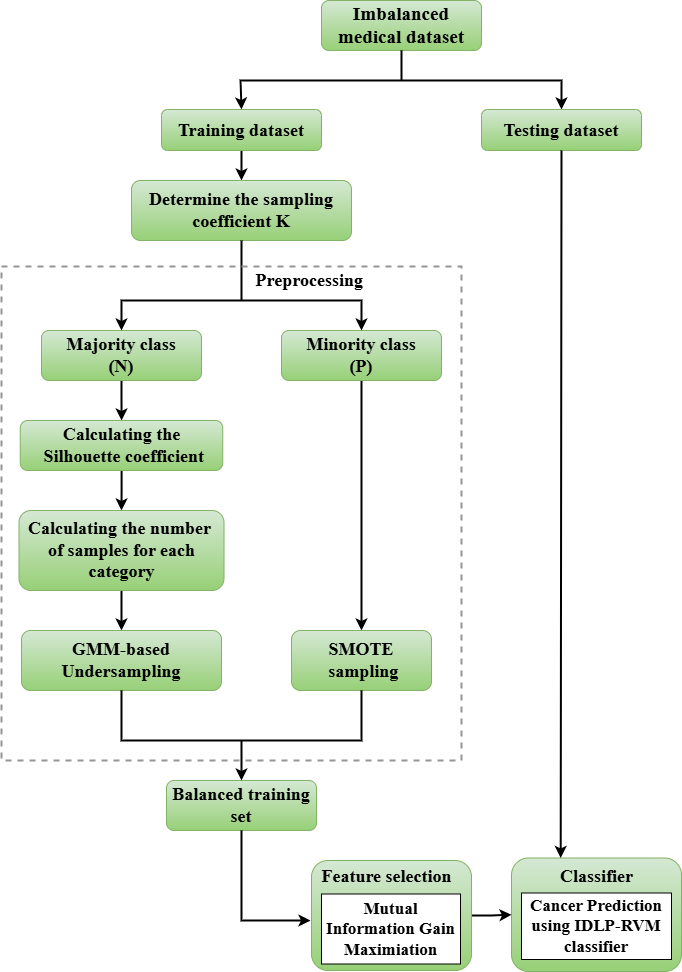 Imbalanced
medical dataset
Training dataset
Testing dataset
Determine the sampling
coefficient K
Preprocessing
Majority class
(N)
Minority class
(P)
Calculating the
Silhouette coefficient
Calculating the number
of samples for each
category
GMM-based
Undersampling
SMOTE
sampling
Balanced training
set
Feature selection
Mutual
Information Gain
Maximiation
Classifier
Cancer Prediction
using IDLP-RVM
classifier